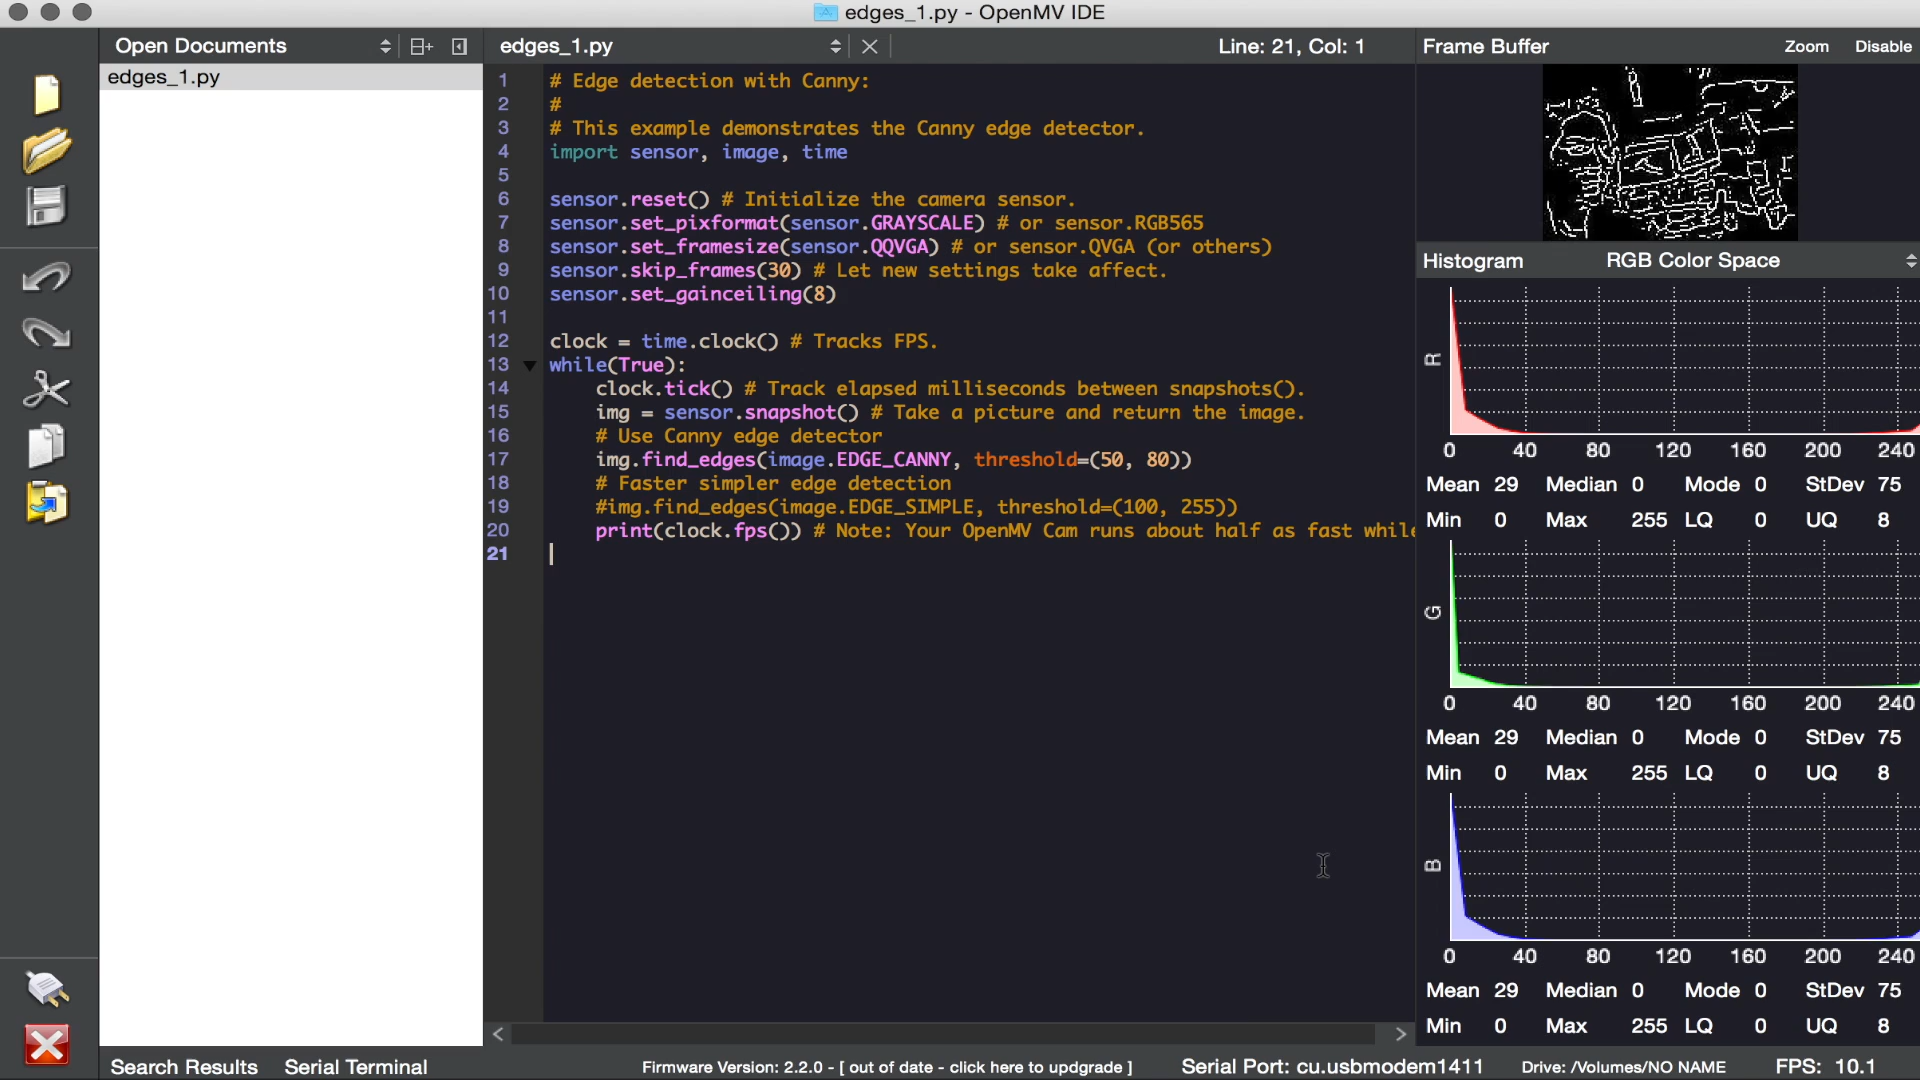 edges_1.py - OpenMV IDE
Open Documents
edges_1.py
edges_1.py
Line: 21, Col: 1
1 # Edge detection with Canny:
2 #
3 # This example demonstrates the Canny edge detector.
4 import sensor, image, time
5
6 sensor.reset() # Initialize the camera sensor.
7 sensor.set_pixformat(sensor.GRAYSCALE) # or sensor.RGB565
8 sensor.set_framesize(sensor.QQVGA) # or sensor.QVGA (or others)
9 sensor.skip_frames(30) # Let new settings take affect.
10 sensor.set_gainceiling(8)
11
12 clock = time.clock() # Tracks FPS.
13 while(True):
14 clock.tick() # Track elapsed milliseconds between snapshots().
15 img = sensor.snapshot() # Take a picture and return the image.
16 # Use Canny edge detector
17 img.find_edges(image.EDGE_CANNY, threshold=(50, 80))
18 # Faster simpler edge detection
19 #img.find_edges(image.EDGE_SIMPLE, threshold=(100, 255))
20 print(clock.fps()) # Note: Your OpenMV Cam runs about half as fast while
21
Frame Buffer Zoom Disable
Histogram RGB Color Space
R
0 40 80 120 160 200 240
Mean 29 Median 0 Mode 0 StDev 75
Min 0 Max 255 LQ 0 UQ 8
G
0 40 80 120 160 200 240
Mean 29 Median 0 Mode 0 StDev 75
Min 0 Max 255 LQ 0 UQ 8
B
0 40 80 120 160 200 240
Mean 29 Median 0 Mode 0 StDev 75
Min 0 Max 255 LQ 0 UQ 8
Search Results Serial Terminal
Firmware Version: 2.2.0 - [ out of date - click here to updgrade ]
Serial Port: cu.usbmodem1411
Drive: /Volumes/NO NAME
FPS: 10.1